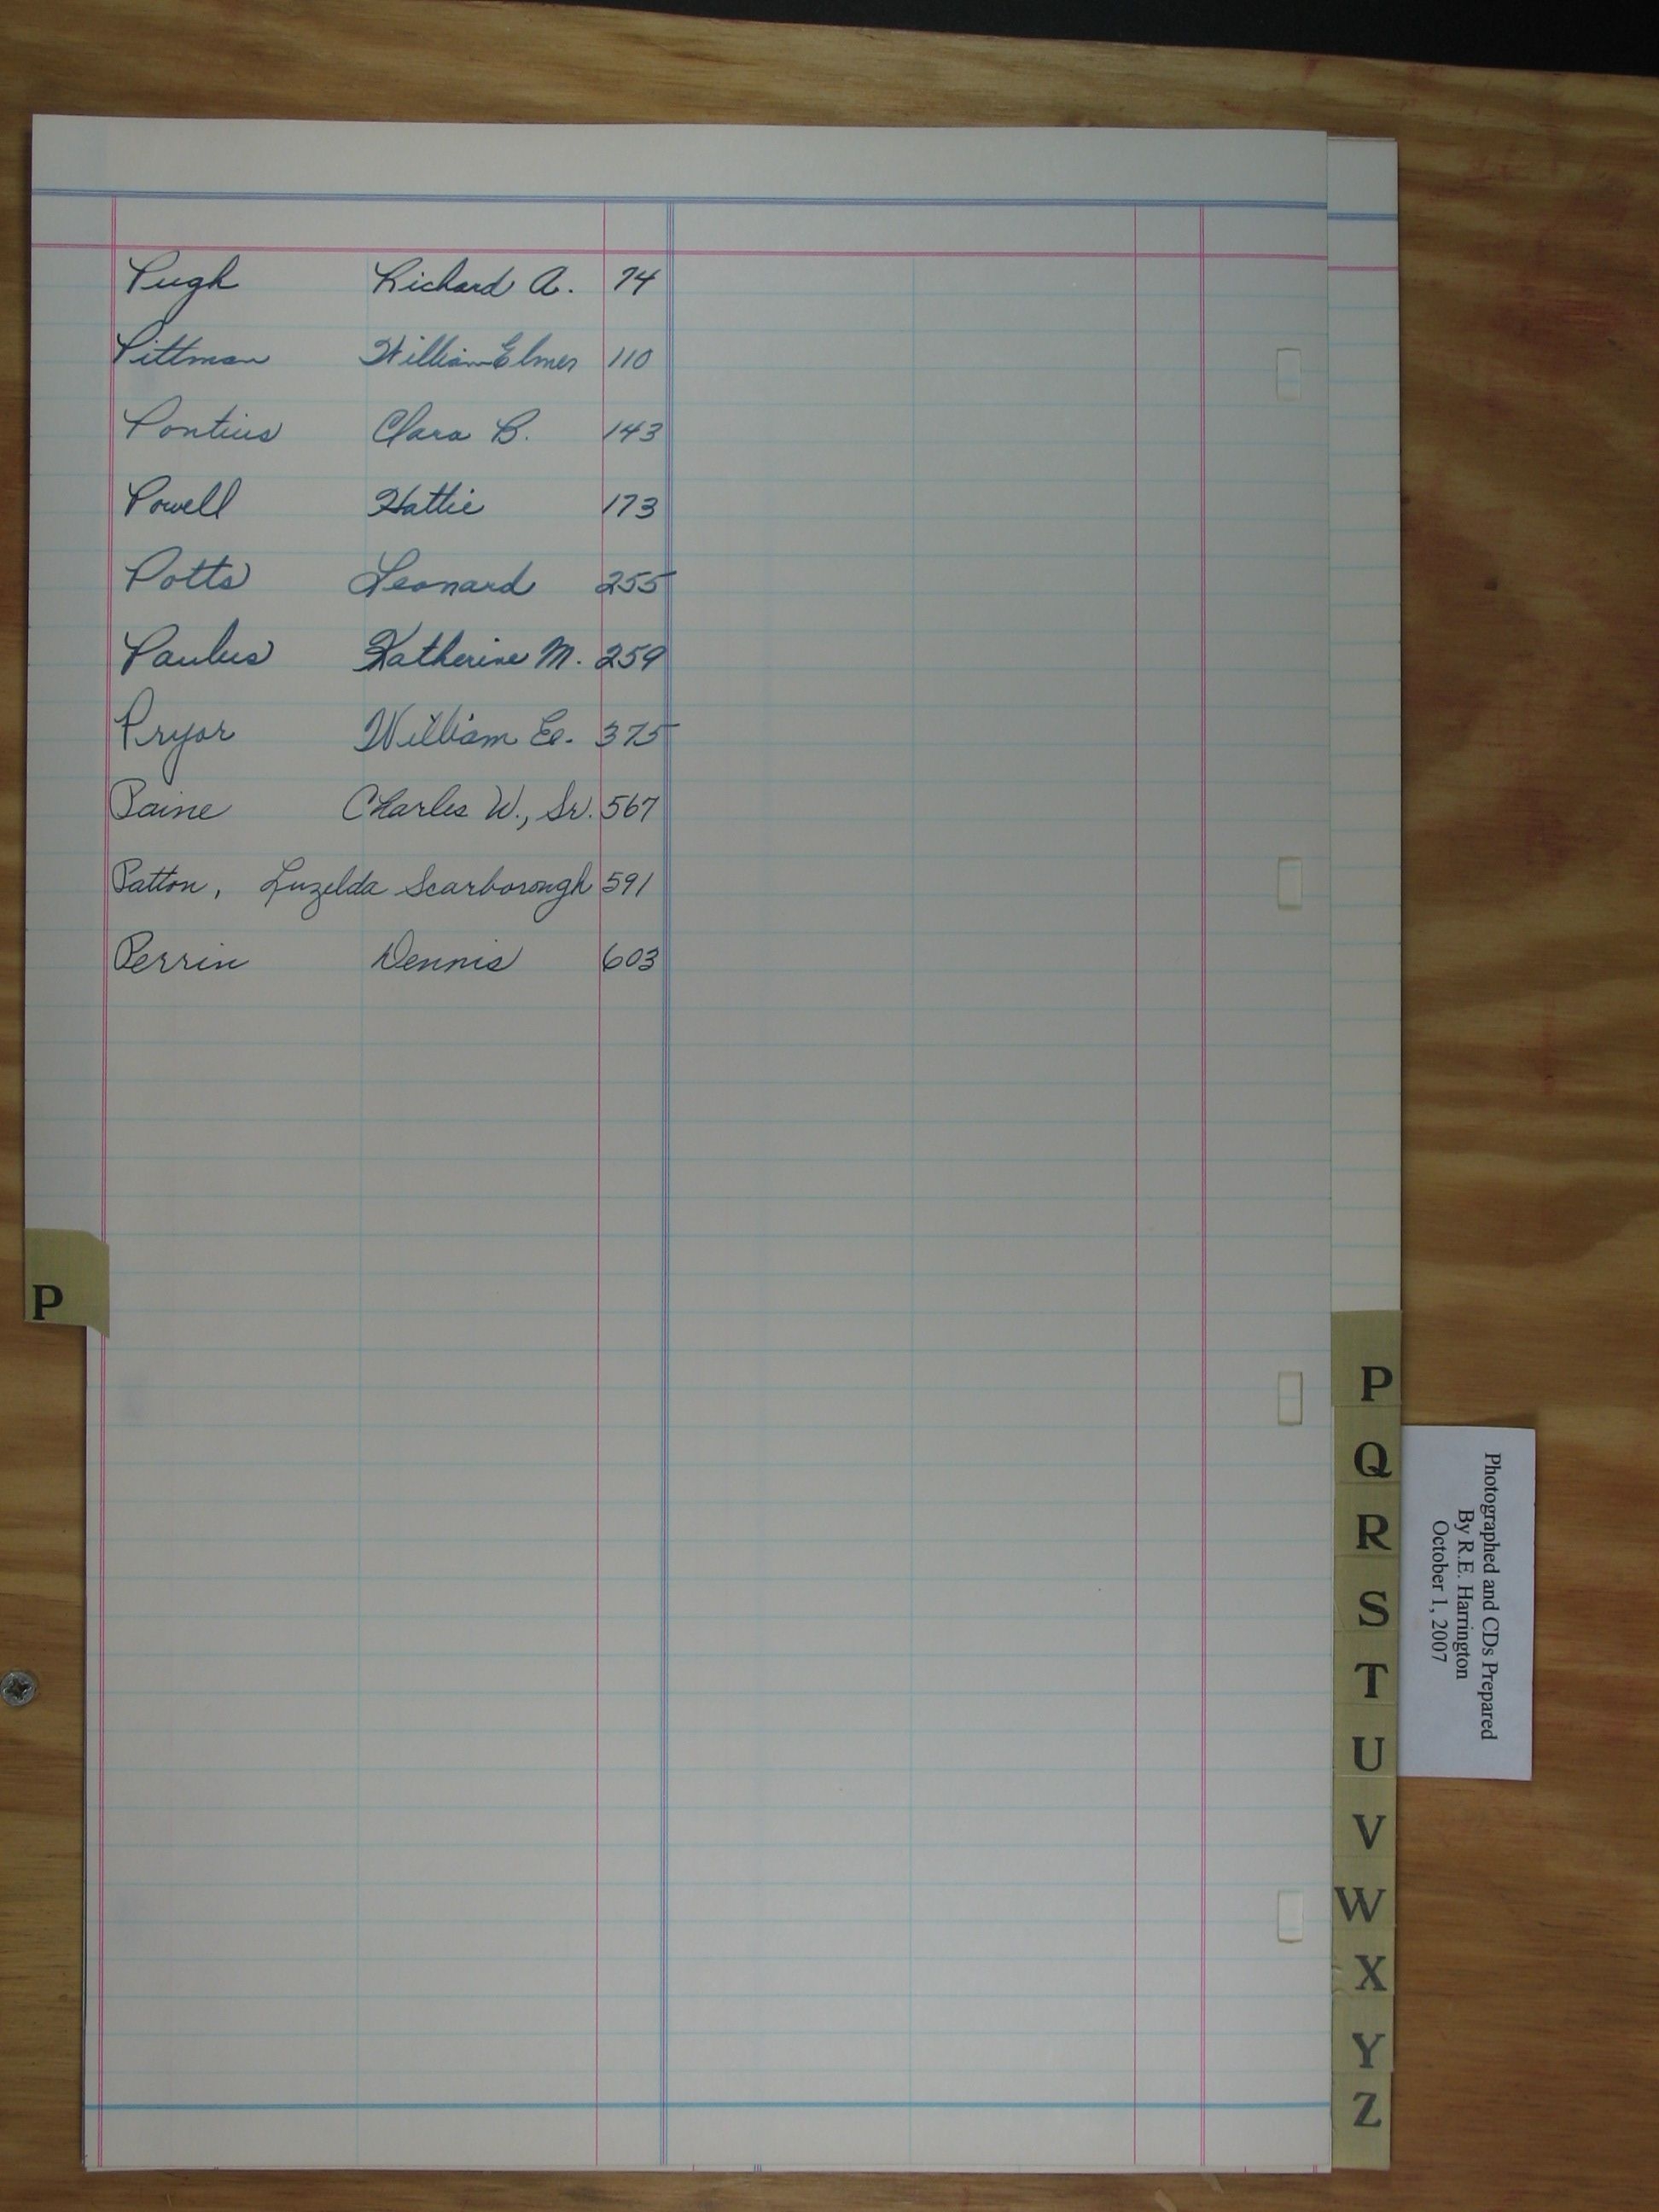 Pugh Richard A. 74
Pittman William Elmer 110
Pontius Clara B. 143
Powell Hattie 173
Potts Leonard 255
Paulus Katherine M. 259
Pryor William Ee. 375
Paine Charles W., Sr. 567
Patton, Luzelda Scarborough 591
Perrin Dennis 603
P
P
Q
R
S
T
U
V
W
X
Y
Z
Photographed and CDs Prepared
By R.E. Harrington
October 1, 2007